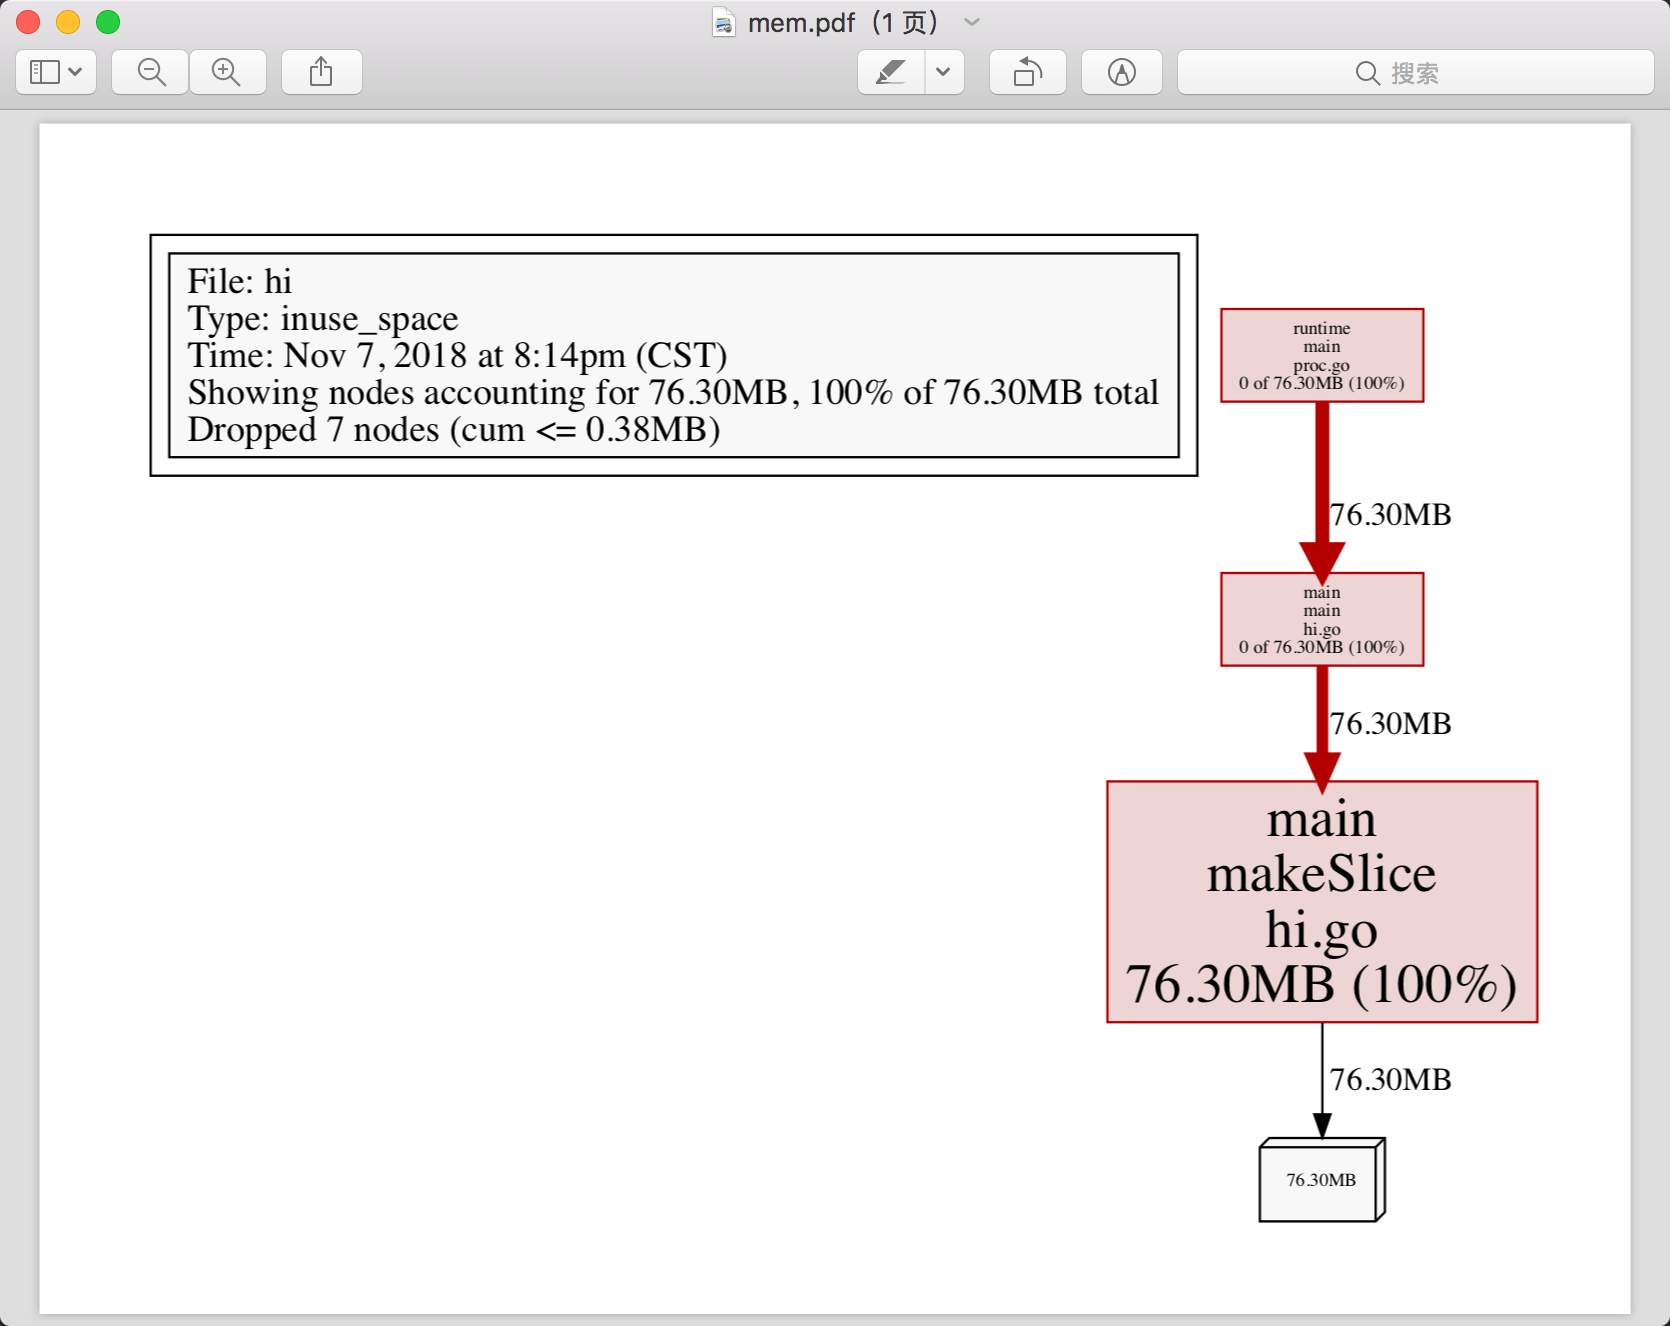 mem.pdf（1 页）
搜索
File: hi
Type: inuse_space
Time: Nov 7, 2018 at 8:14pm (CST)
Showing nodes accounting for 76.30MB, 100% of 76.30MB total
Dropped 7 nodes (cum <= 0.38MB)
runtime
main
proc.go
0 of 76.30MB (100%)
76.30MB
main
main
hi.go
0 of 76.30MB (100%)
76.30MB
main
makeSlice
hi.go
76.30MB (100%)
76.30MB
76.30MB